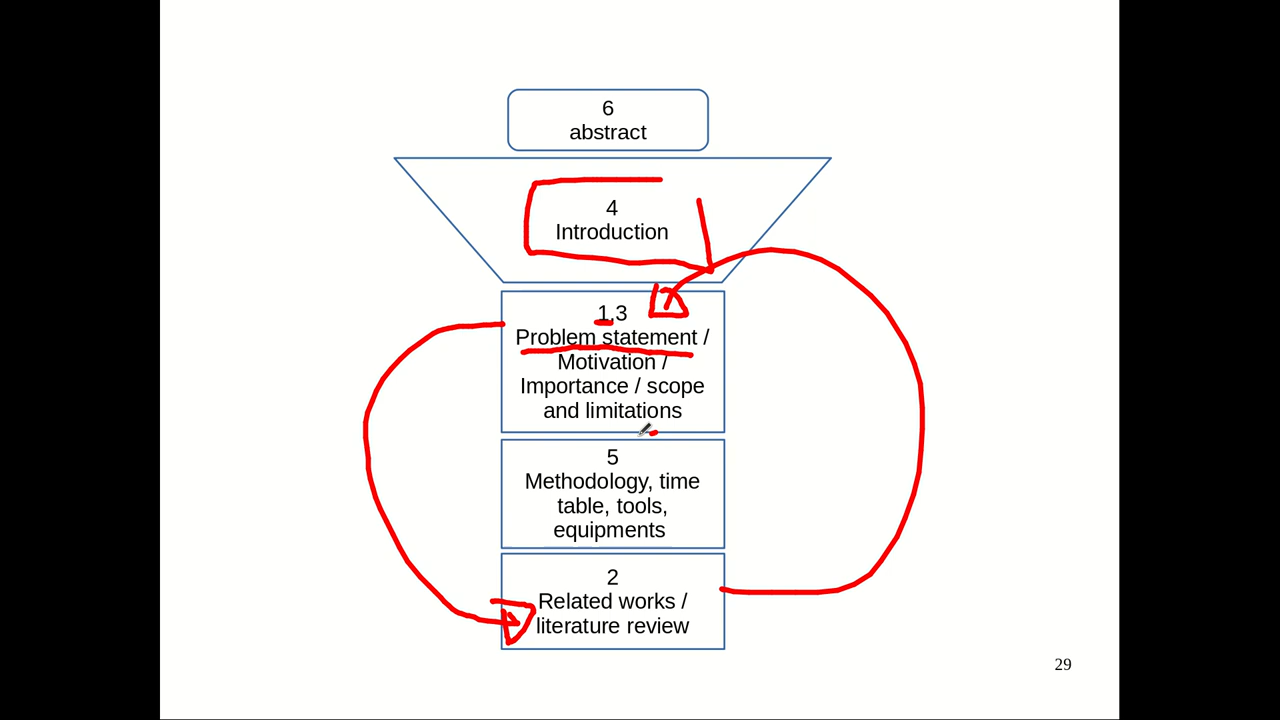 6
abstract
4
Introduction
1,3
Problem statement /
Motivation /
Importance / scope
and limitations
5
Methodology, time
table, tools,
equipments
2
Related works /
literature review
29